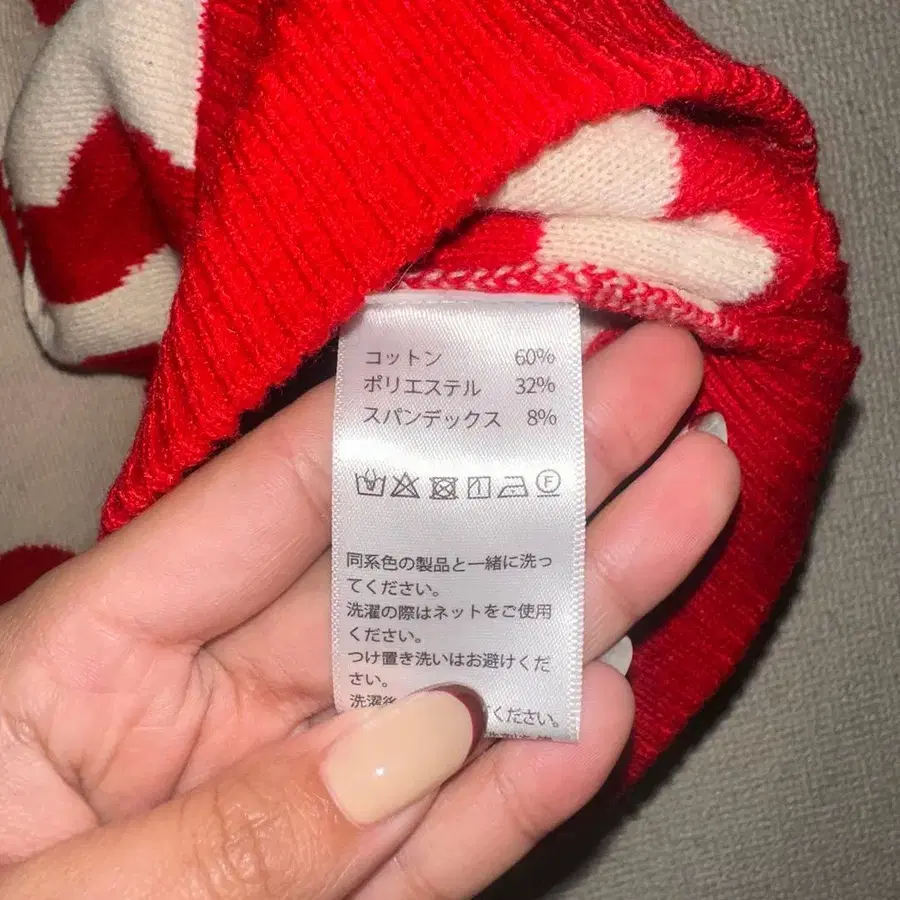 コットン 60%
ポリエステル 32%
スパンデックス 8%
F
同系色の製品と一緒に洗っ
てください。
洗濯の際はネットをご使用
ください。
つけ置き洗いはお避けくだ
さい。
洗濯 ください。